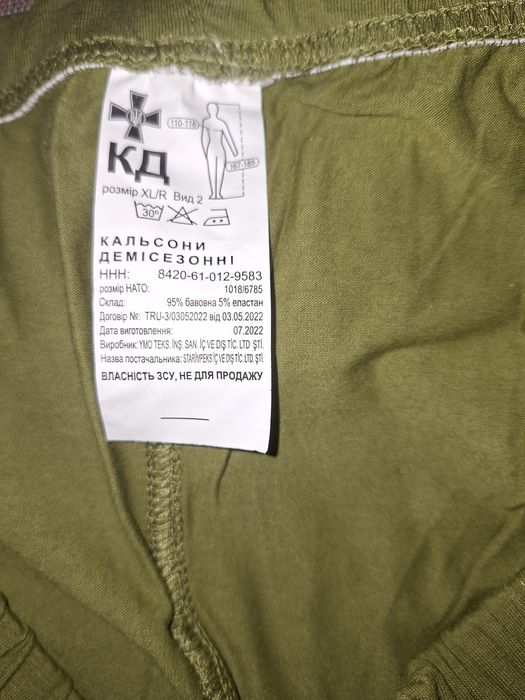 110-118
КД
167-185
розмір XL/R Вид 2
30°
КАЛЬСОНИ
ДЕМІСЕЗОННІ
ННН: 8420-61-012-9583
розмір НАТО: 1018/6785
Склад: 95% бавовна 5% еластан
Договір №: TRU-3/03052022 від 03.05.2022
Дата виготовлення: 07.2022
Виробник: YMO TEKS. İNŞ. SAN. İÇ VE DIŞ TİC. LTD ŞTİ.
Назва постачальника: STARİMPEKS İÇ VE DIŞ TİC. LTD. ŞTİ.
ВЛАСНІСТЬ ЗСУ, НЕ ДЛЯ ПРОДАЖУ